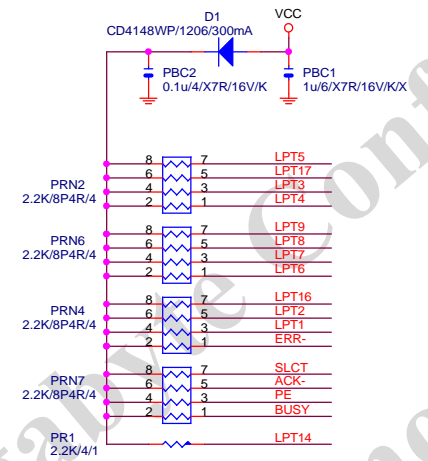 D1
VCC
CD4148WP/1206/300mA
PBC2
0.1u/4/X7R/16V/K
PBC1
1u/6/X7R/16V/K/X
8 7 LPT5
6 5 LPT17
PRN2
4 3 LPT3
2.2K/8P4R/4
2 1 LPT4
8 7 LPT9
PRN6
6 5 LPT8
2.2K/8P4R/4
4 3 LPT7
2 1 LPT6
8 7 LPT16
PRN4
6 5 LPT2
2.2K/8P4R/4
4 3 LPT1
2 1 ERR-
8 7 SLCT
PRN7
6 5 ACK-
2.2K/8P4R/4
4 3 PE
2 1 BUSY
PR1
LPT14
2.2K/4/1